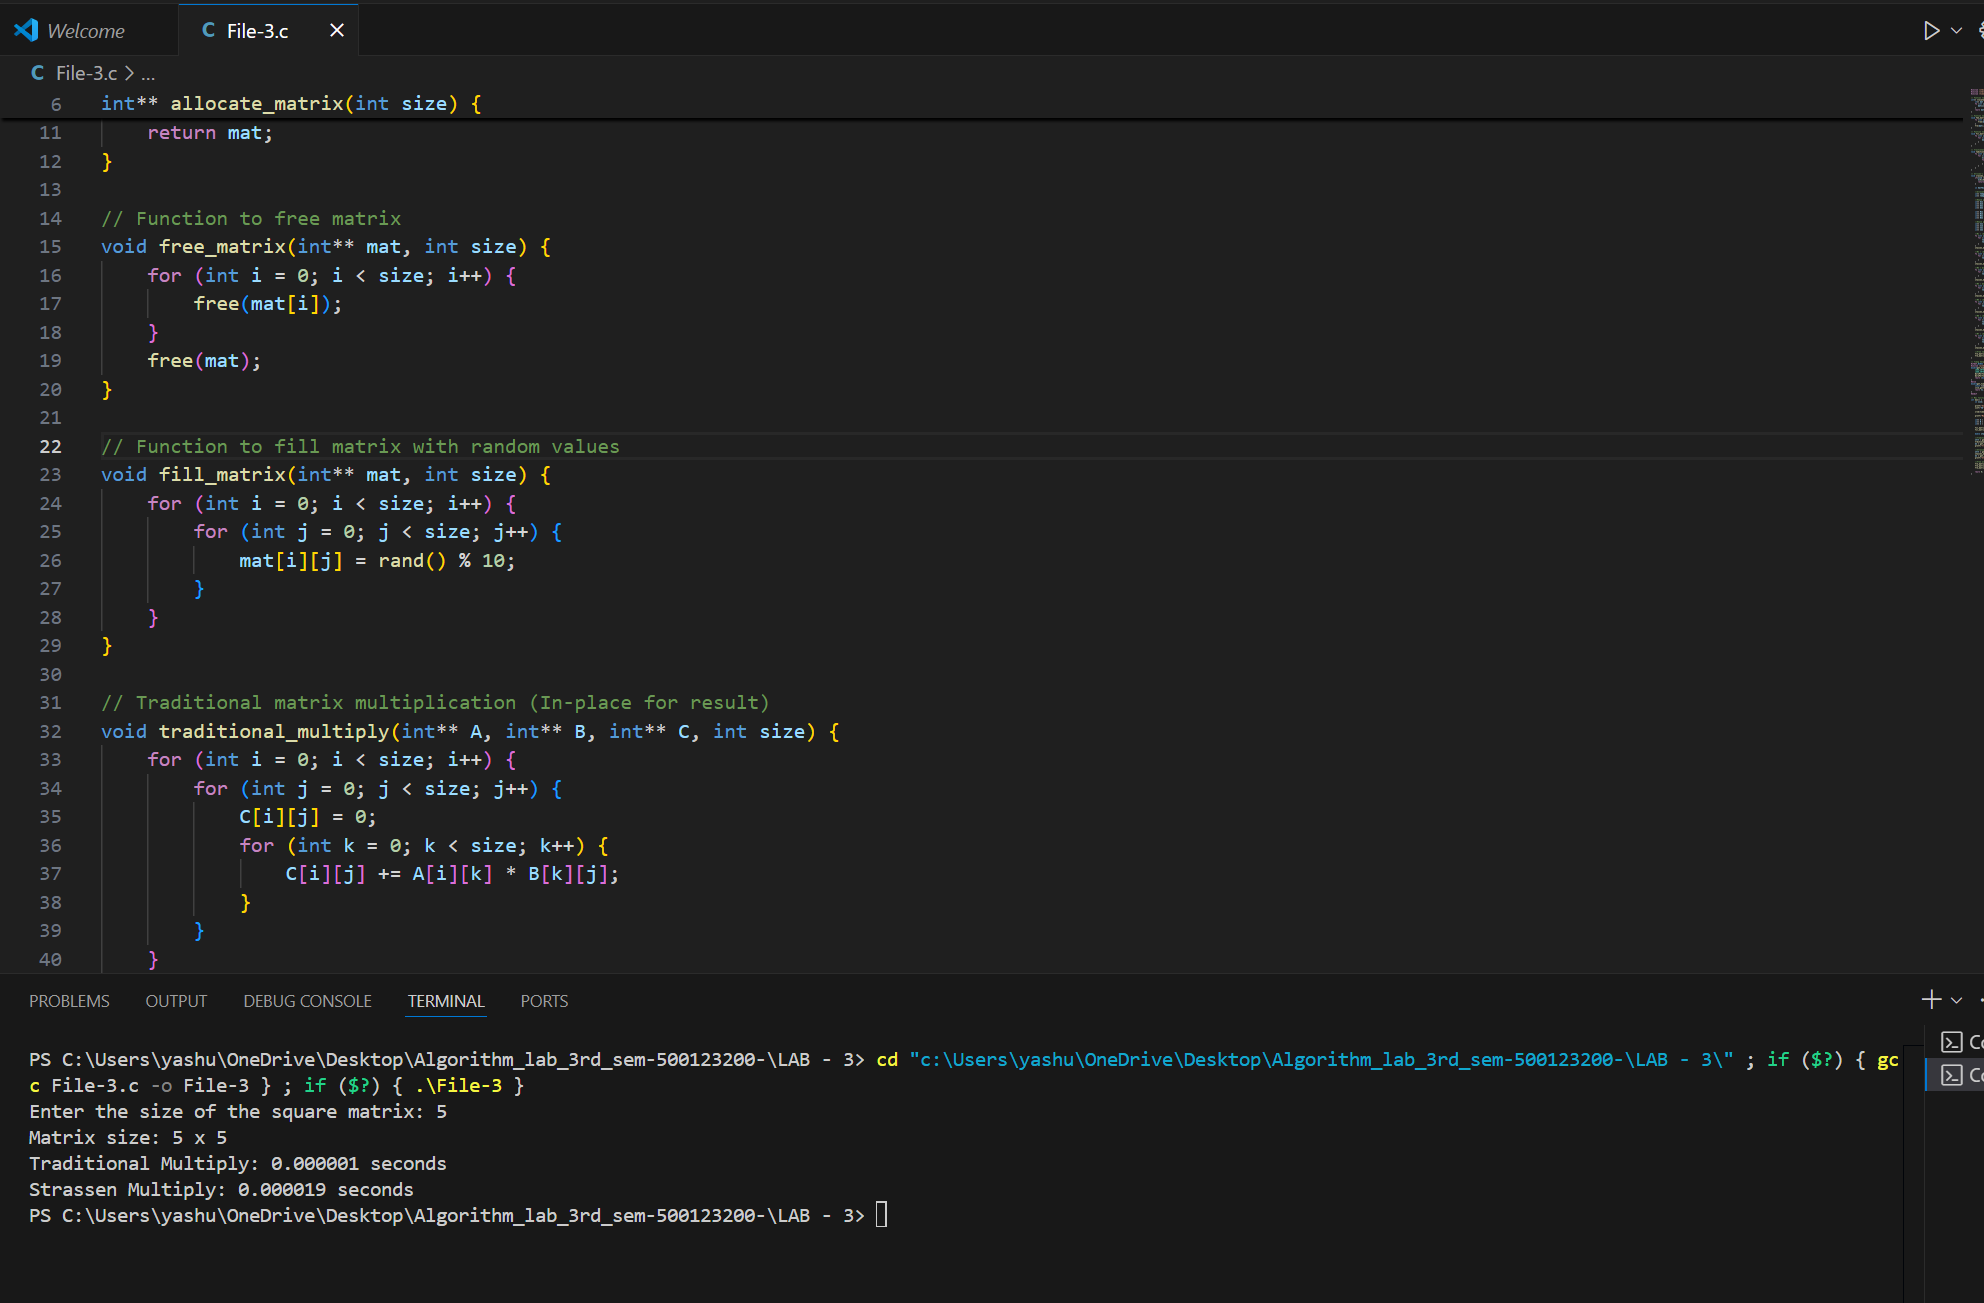 Welcome
C File-3.c
C File-3.c > ...
6 int** allocate_matrix(int size) {
11     return mat;
12 }
13
14 // Function to free matrix
15 void free_matrix(int** mat, int size) {
16     for (int i = 0; i < size; i++) {
17         free(mat[i]);
18     }
19     free(mat);
20 }
21
22 // Function to fill matrix with random values
23 void fill_matrix(int** mat, int size) {
24     for (int i = 0; i < size; i++) {
25         for (int j = 0; j < size; j++) {
26             mat[i][j] = rand() % 10;
27         }
28     }
29 }
30
31 // Traditional matrix multiplication (In-place for result)
32 void traditional_multiply(int** A, int** B, int** C, int size) {
33     for (int i = 0; i < size; i++) {
34         for (int j = 0; j < size; j++) {
35             C[i][j] = 0;
36             for (int k = 0; k < size; k++) {
37                 C[i][j] += A[i][k] * B[k][j];
38             }
39         }
40     }
PROBLEMS OUTPUT DEBUG CONSOLE TERMINAL PORTS
PS C:\Users\yashu\OneDrive\Desktop\Algorithm_lab_3rd_sem-500123200-\LAB - 3> cd "c:\Users\yashu\OneDrive\Desktop\Algorithm_lab_3rd_sem-500123200-\LAB - 3\" ; if ($?) { gc
c File-3.c -o File-3 } ; if ($?) { .\File-3 }
Enter the size of the square matrix: 5
Matrix size: 5 x 5
Traditional Multiply: 0.000001 seconds
Strassen Multiply: 0.000019 seconds
PS C:\Users\yashu\OneDrive\Desktop\Algorithm_lab_3rd_sem-500123200-\LAB - 3>